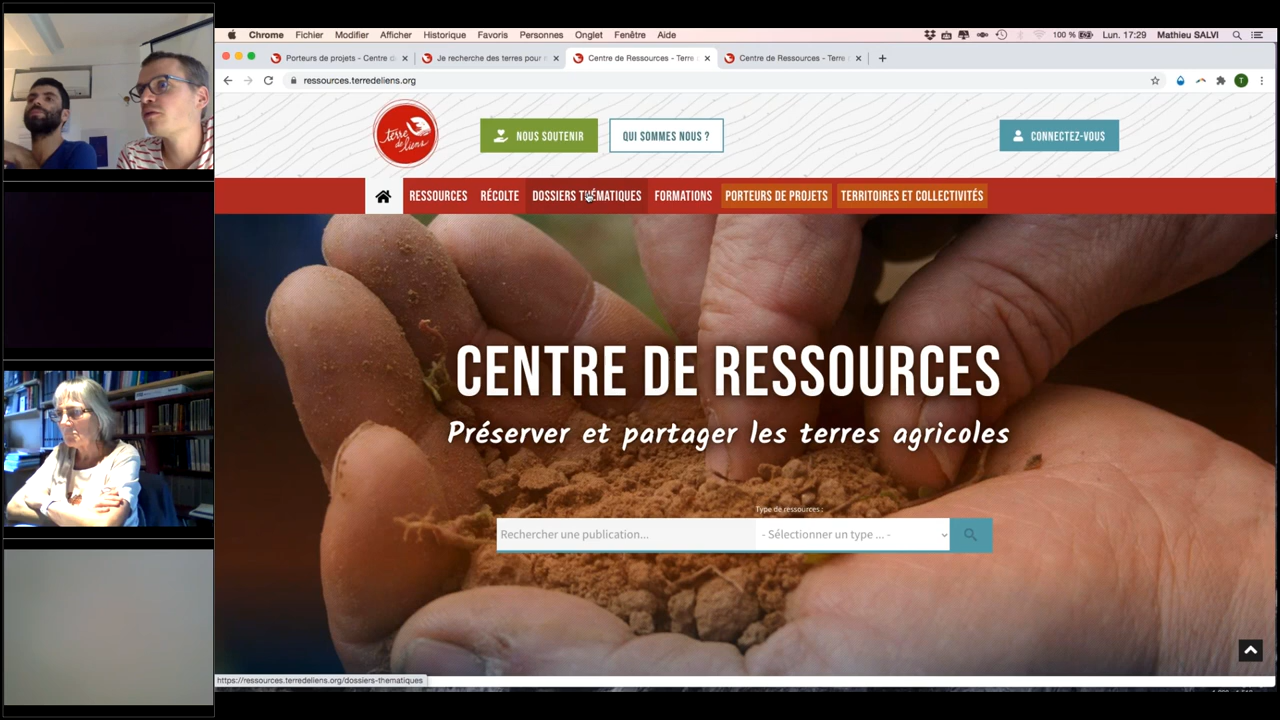 Chrome Fichier Modifier Afficher Historique Favoris Personnes Onglet Fenêtre Aide 100 % Lun. 17:29 Mathieu SALVI
Porteurs de projets - Centre d Je recherche des terres pour Centre de Ressources - Terre Centre de Ressources - Terre
ressources.terredeliens.org T
terre de liens
NOUS SOUTENIR QUI SOMMES NOUS ? CONNECTEZ-VOUS
RESSOURCES RÉCOLTE DOSSIERS THÉMATIQUES FORMATIONS PORTEURS DE PROJETS TERRITOIRES ET COLLECTIVITÉS
CENTRE DE RESSOURCES
Préserver et partager les terres agricoles
Type de ressources :
Rechercher une publication... - Sélectionner un type ... -
https://ressources.terredeliens.org/dossiers-thematiques